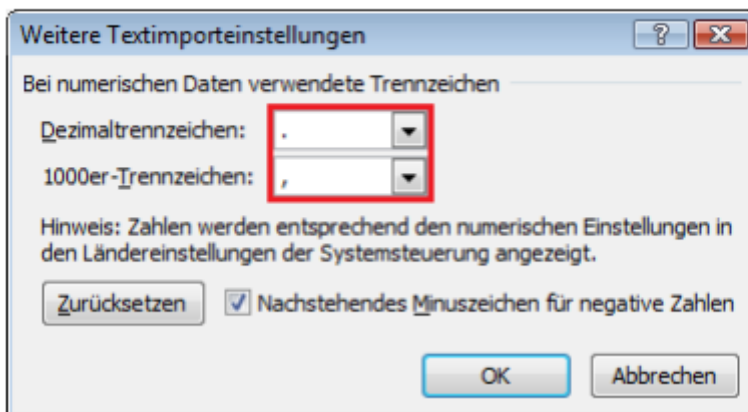 Weitere Textimporteinstellungen
Bei numerischen Daten verwendete Trennzeichen
Dezimaltrennzeichen: .
1000er-Trennzeichen: ,
Hinweis: Zahlen werden entsprechend den numerischen Einstellungen in
den Ländereinstellungen der Systemsteuerung angezeigt.
Zurücksetzen Nachstehendes Minuszeichen für negative Zahlen
OK Abbrechen